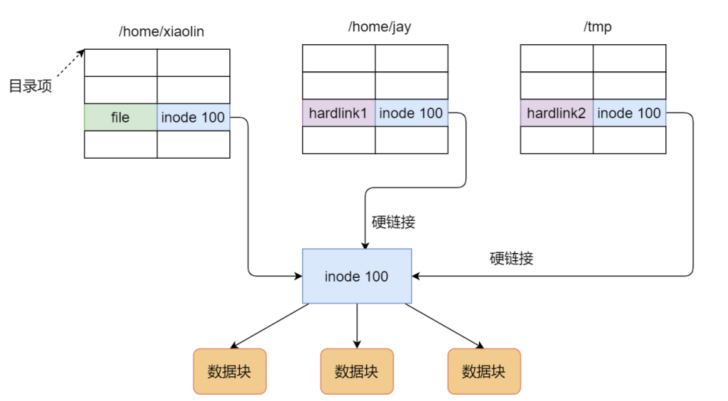 /home/xiaolin
/home/jay
/tmp
目录项
file inode 100
hardlink1 inode 100
hardlink2 inode 100
硬链接
硬链接
inode 100
数据块
数据块
数据块